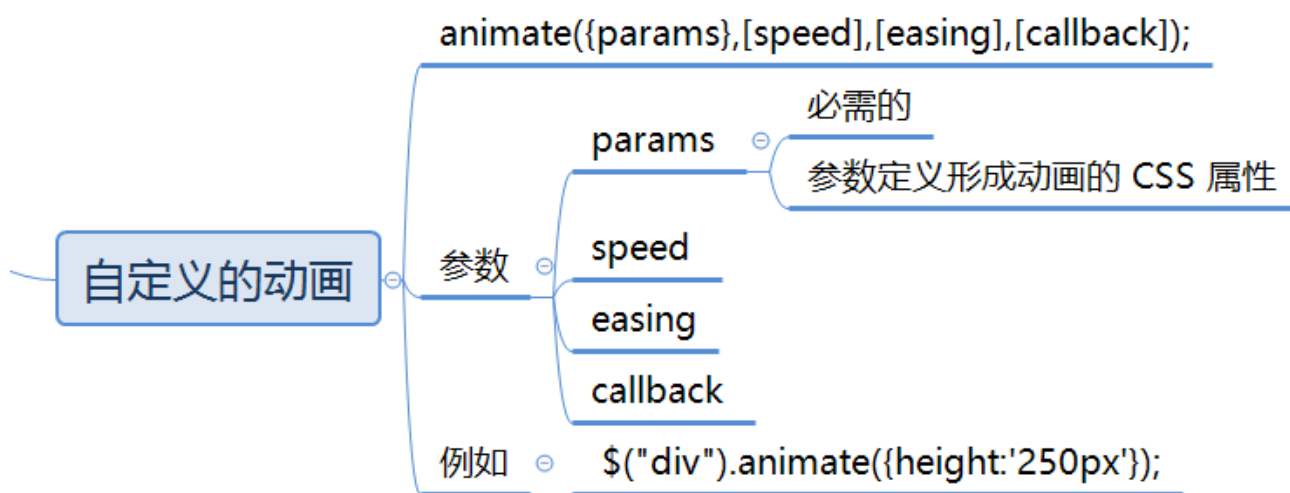 animate({params},[speed],[easing],[callback]);
必需的
params
参数定义形成动画的 CSS 属性
自定义的动画
参数
speed
easing
callback
例如
$("div").animate({height:'250px'});